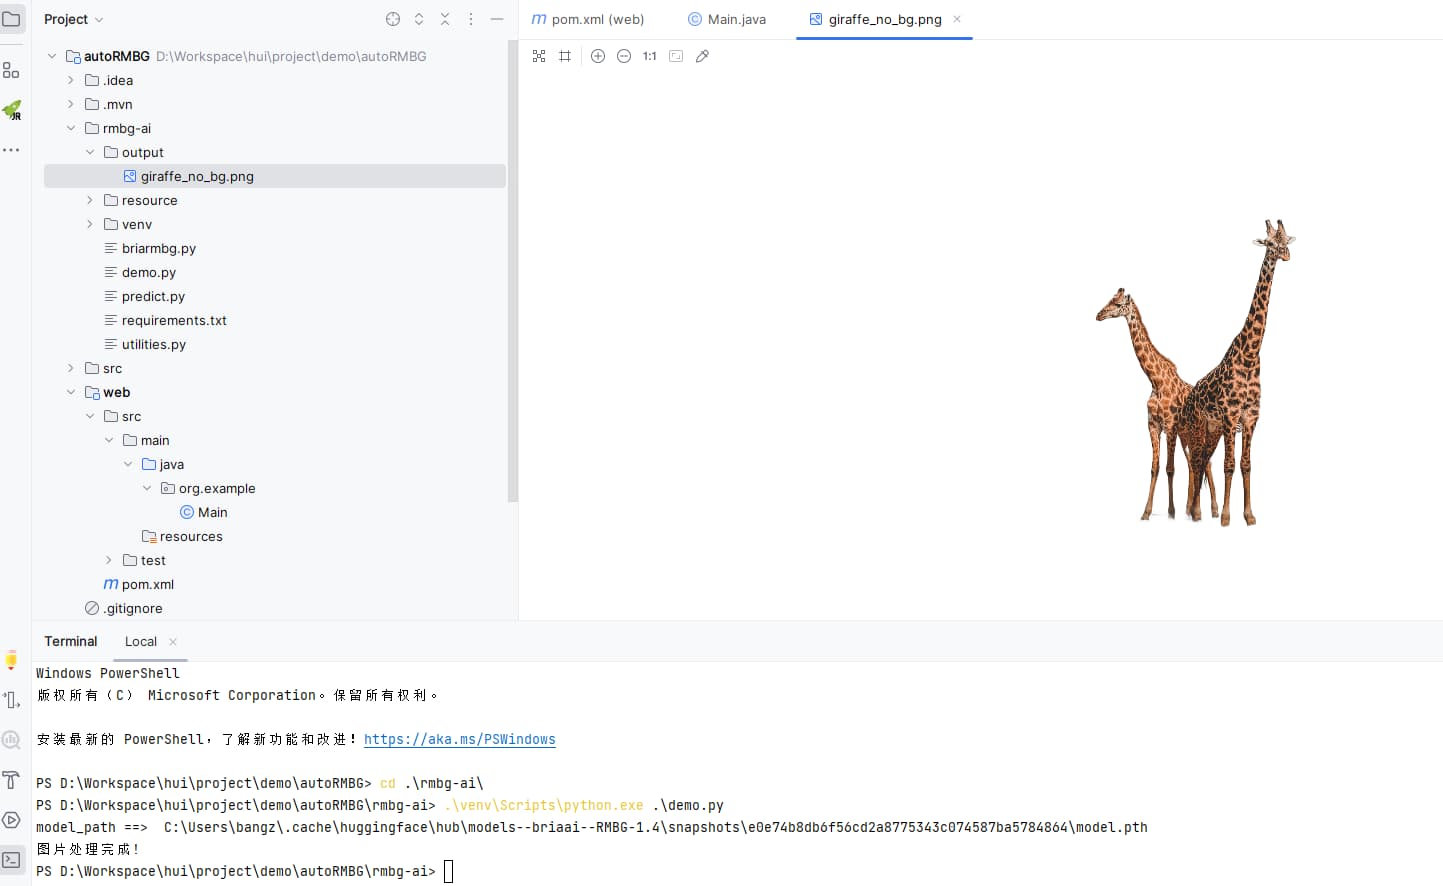 Project
pom.xml (web)
Main.java
giraffe_no_bg.png
1:1
autoRMBG D:\Workspace\hui\project\demo\autoRMBG
.idea
.mvn
rmbg-ai
output
giraffe_no_bg.png
resource
venv
briarmbg.py
demo.py
predict.py
requirements.txt
utilities.py
src
web
src
main
java
org.example
Main
resources
test
pom.xml
.gitignore
Terminal
Local
Windows PowerShell
版权所有（C） Microsoft Corporation。保留所有权利。
安装最新的 PowerShell，了解新功能和改进！https://aka.ms/PSWindows
PS D:\Workspace\hui\project\demo\autoRMBG> cd .\rmbg-ai\
PS D:\Workspace\hui\project\demo\autoRMBG\rmbg-ai> .\venv\Scripts\python.exe .\demo.py
model_path ==>  C:\Users\bangz\.cache\huggingface\hub\models--briaai--RMBG-1.4\snapshots\e0e74b8db6f56cd2a8775343c074587ba5784864\model.pth
图片处理完成！
PS D:\Workspace\hui\project\demo\autoRMBG\rmbg-ai>